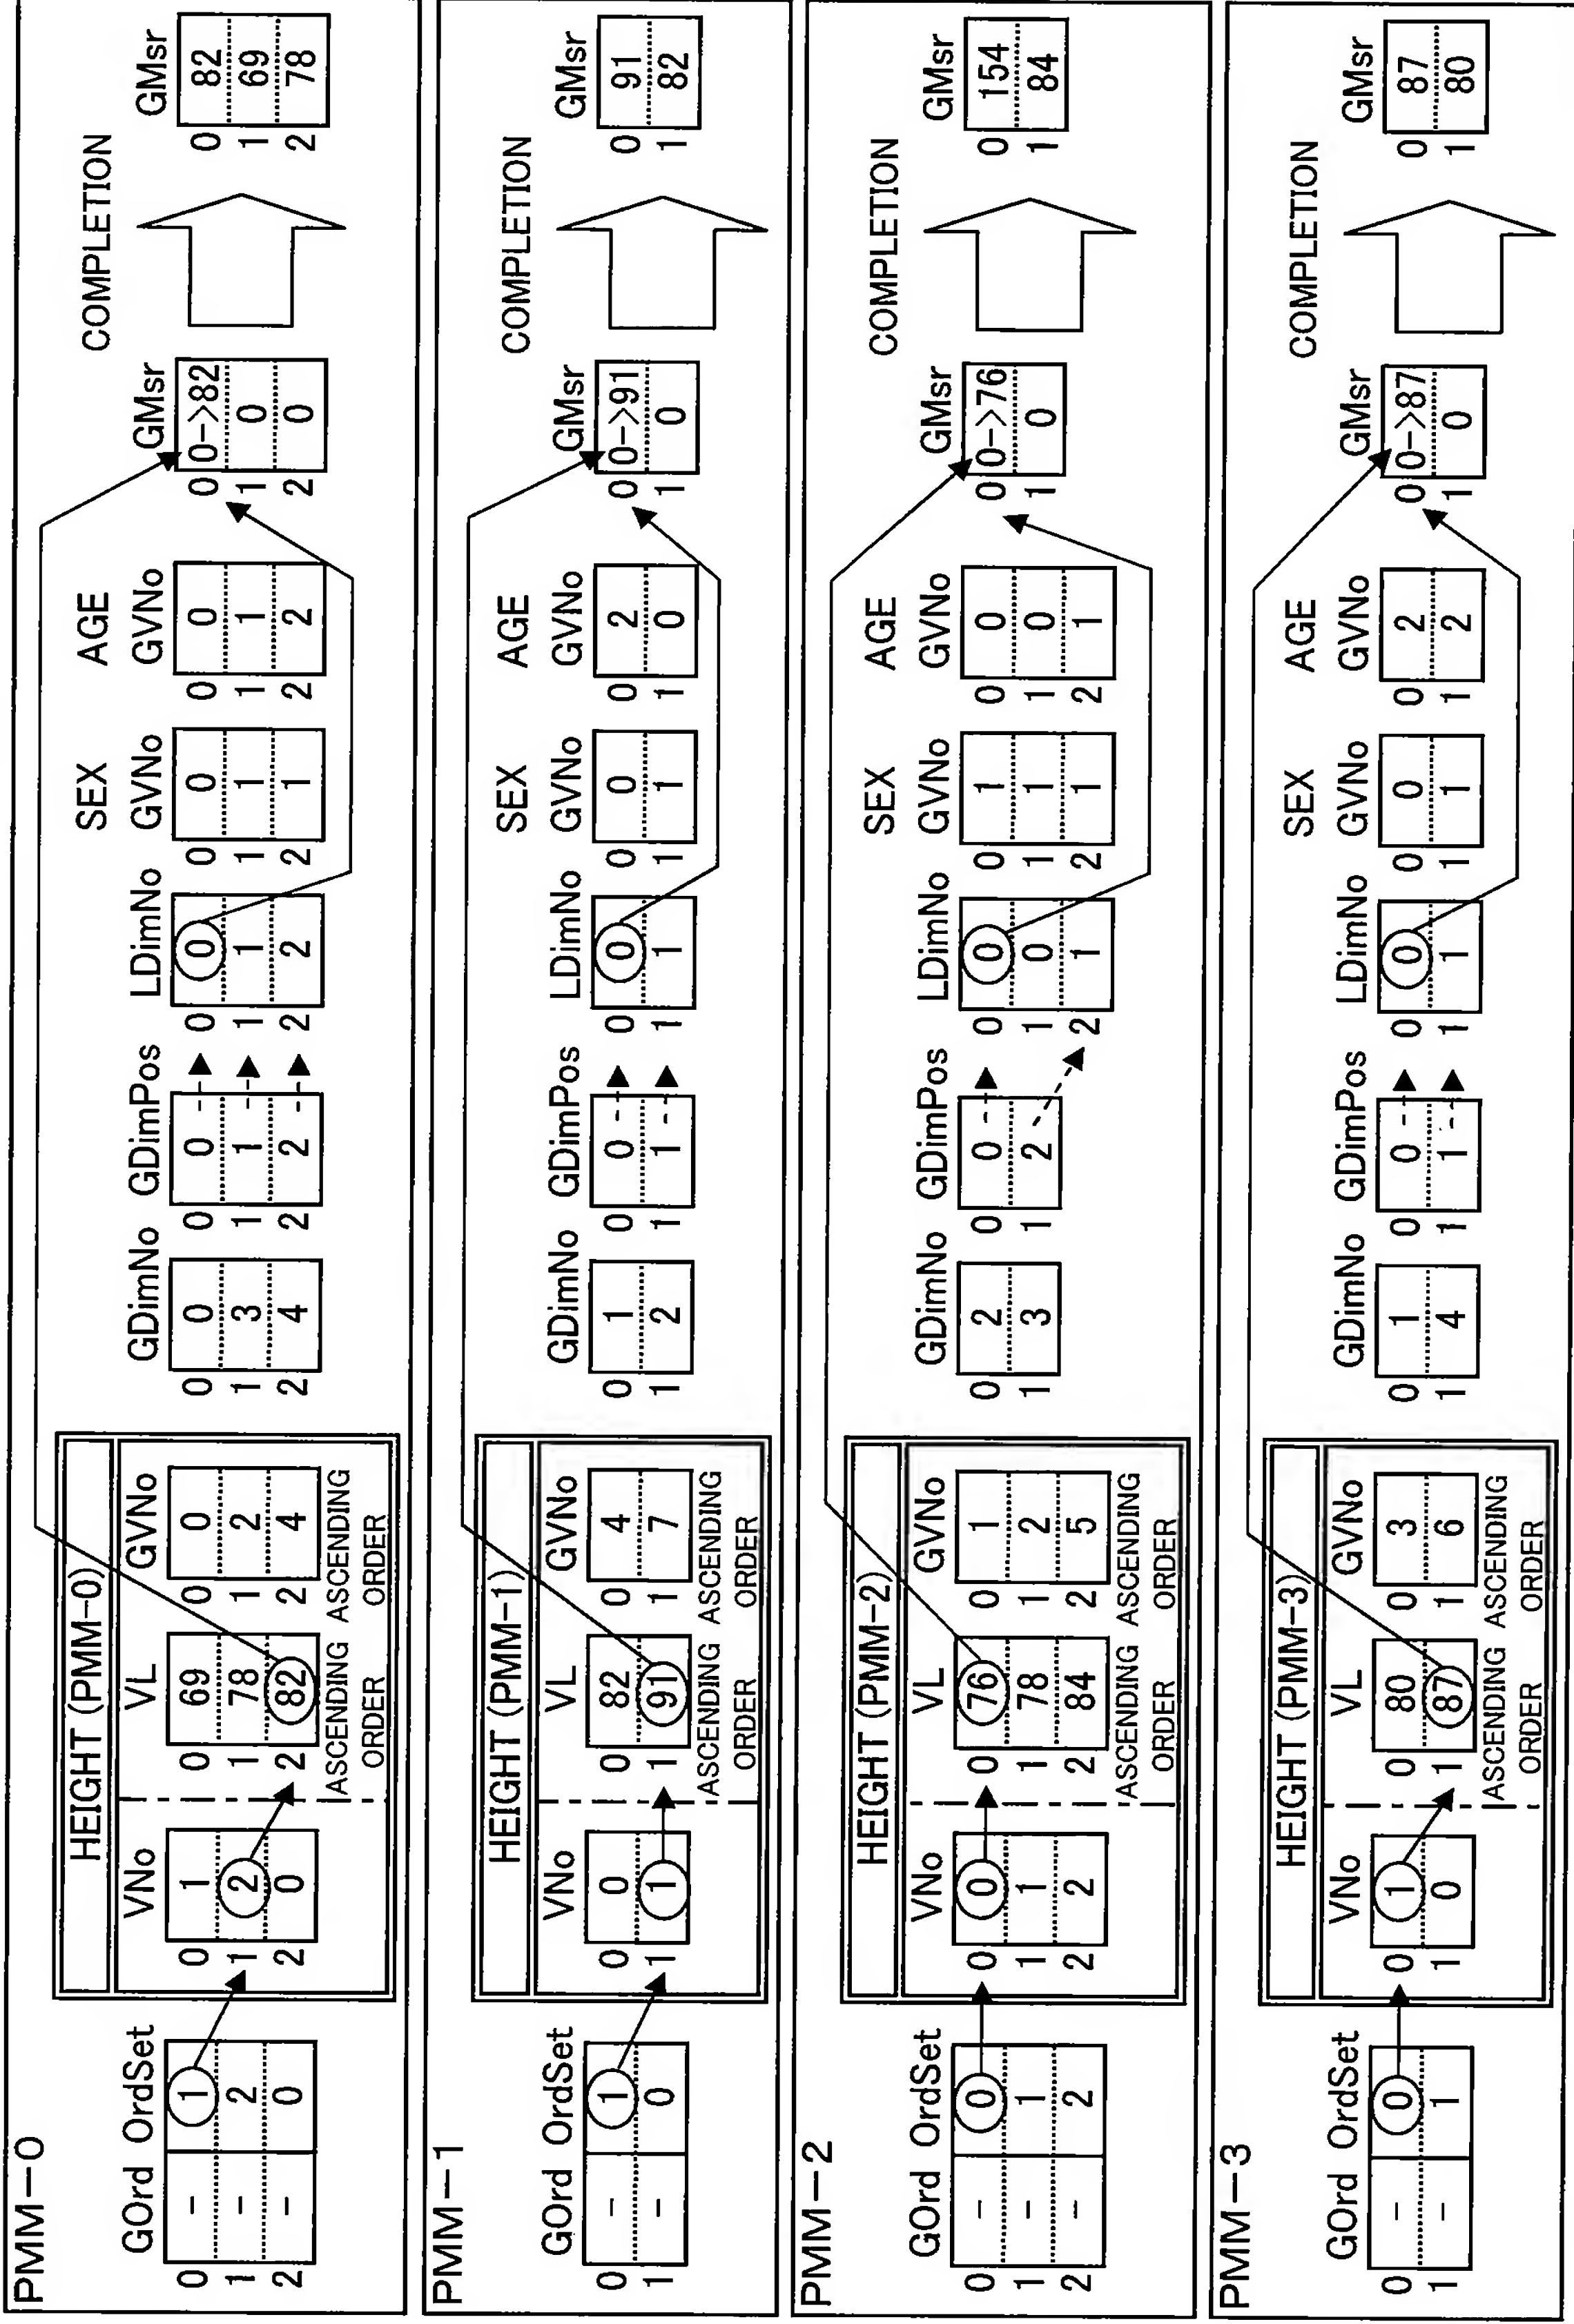 PMM-0
GOrd OrdSet
0 - 1
1 - 2
2 - 0
HEIGHT (PMM-0)
VNo VL GVNo
0 1 0 69 0 0
1 2 1 78 1 2
2 0 2 82 2 4
ASCENDING ORDER ASCENDING ORDER
GDimNo GDimPos LDimNo
0 0 0 0 0 0
1 3 1 1 1 1
2 4 2 2 2 2
SEX AGE
GVNo GVNo GMsr
0 0 0 0 0 0->82
1 1 1 1 1 0
2 1 2 2 2 0
COMPLETION
GMsr
0 82
1 69
2 78
PMM-1
GOrd OrdSet
0 - 1
1 - 0
HEIGHT (PMM-1)
VNo VL GVNo
0 0 0 82 0 4
1 1 1 91 1 7
ASCENDING ORDER ASCENDING ORDER
GDimNo GDimPos LDimNo
0 1 0 0 0 0
1 2 1 1 1 1
SEX AGE
GVNo GVNo GMsr
0 0 0 2 0 0->91
1 1 1 0 1 0
COMPLETION
GMsr
0 91
1 82
PMM-2
GOrd OrdSet
0 - 0
1 - 1
2 - 2
HEIGHT (PMM-2)
VNo VL GVNo
0 0 0 76 0 1
1 1 1 78 1 2
2 2 2 84 2 5
ASCENDING ORDER ASCENDING ORDER
GDimNo GDimPos LDimNo
0 2 0 0 0 0
1 3 1 2 1 0
2 1
SEX AGE
GVNo GVNo GMsr
0 1 0 0 0 0->76
1 1 1 0 1 0
2 1 2 1
COMPLETION
GMsr
0 154
1 84
PMM-3
GOrd OrdSet
0 - 0
1 - 1
HEIGHT (PMM-3)
VNo VL GVNo
0 1 0 80 0 3
1 0 1 87 1 6
ASCENDING ORDER ASCENDING ORDER
GDimNo GDimPos LDimNo
0 1 0 0 0 0
1 4 1 1 1 1
SEX AGE
GVNo GVNo GMsr
0 0 0 2 0 0->87
1 1 1 2 1 0
COMPLETION
GMsr
0 87
1 80